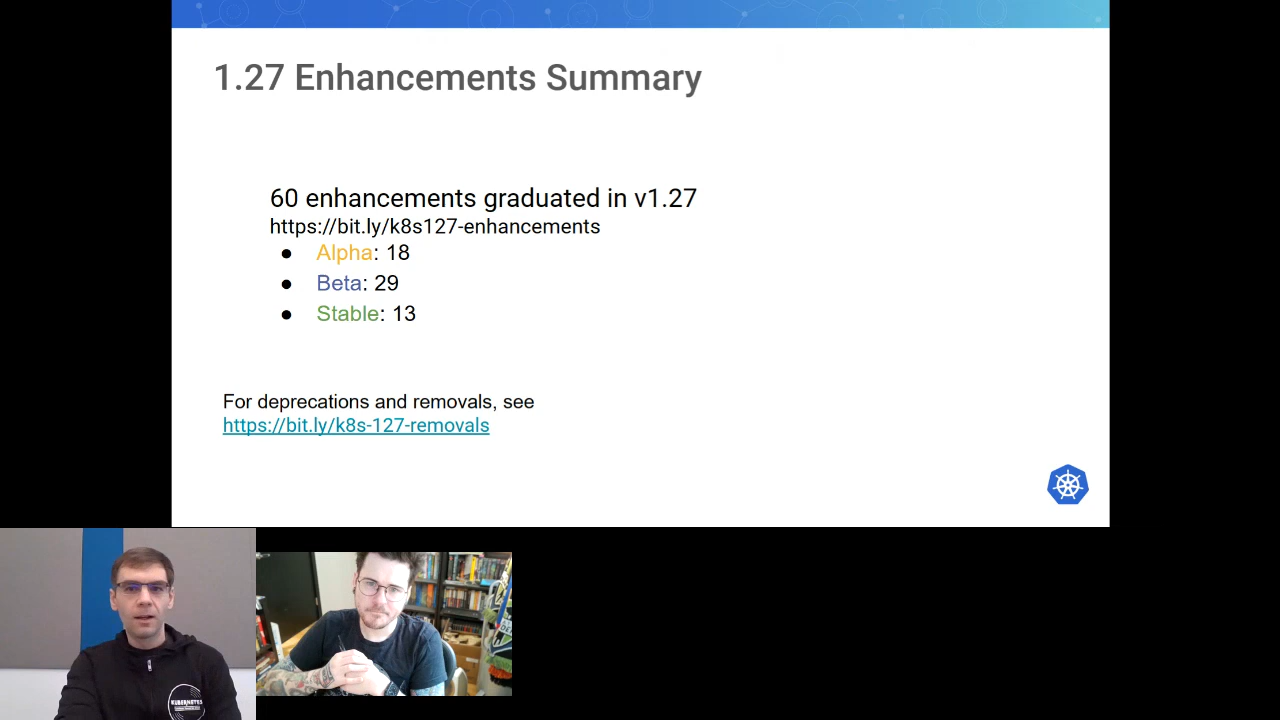 1.27 Enhancements Summary
60 enhancements graduated in v1.27
https://bit.ly/k8s127-enhancements
● Alpha: 18
● Beta: 29
● Stable: 13
For deprecations and removals, see
https://bit.ly/k8s-127-removals
KUBERNETES